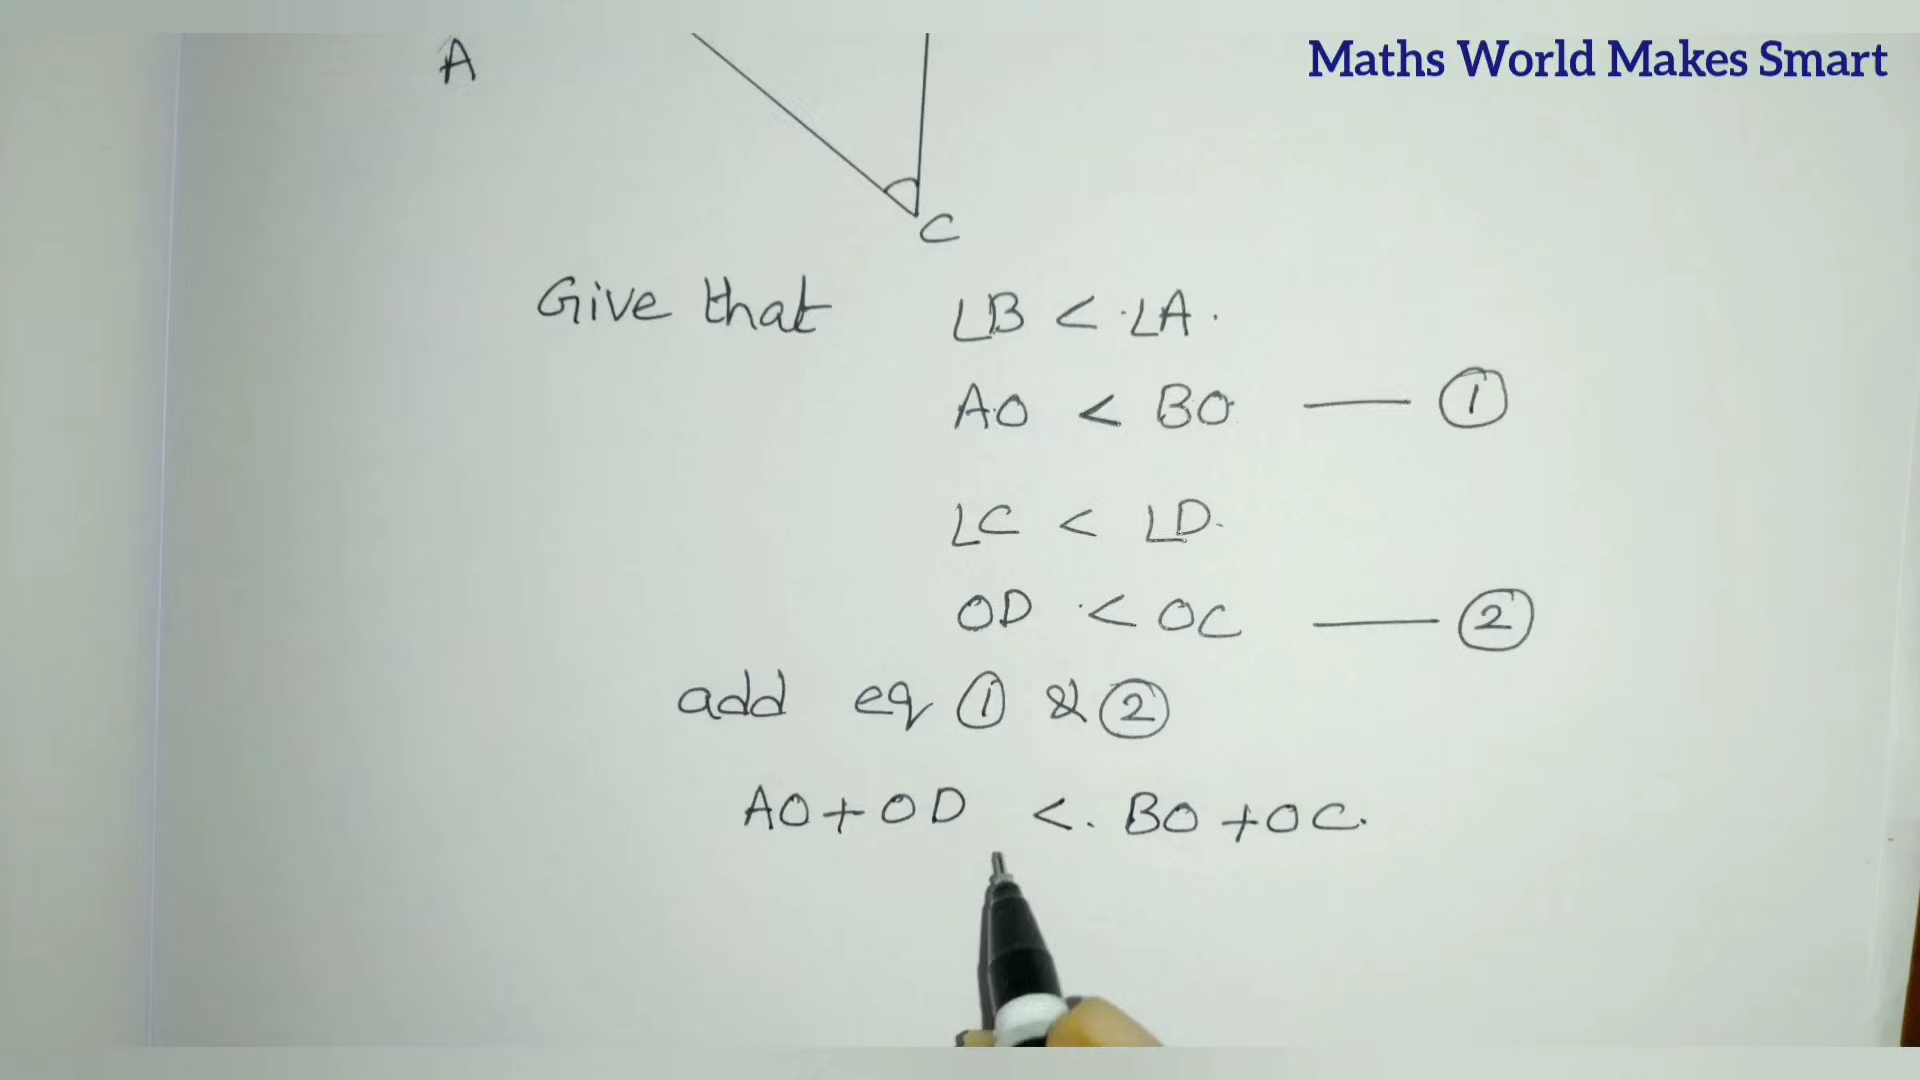 Maths World Makes Smart
A
C
Give that ∠B < ∠A.
AO < BO — ①
∠C < ∠D.
OD < OC — ②
add eq ① & ②
AO + OD < BO + OC.